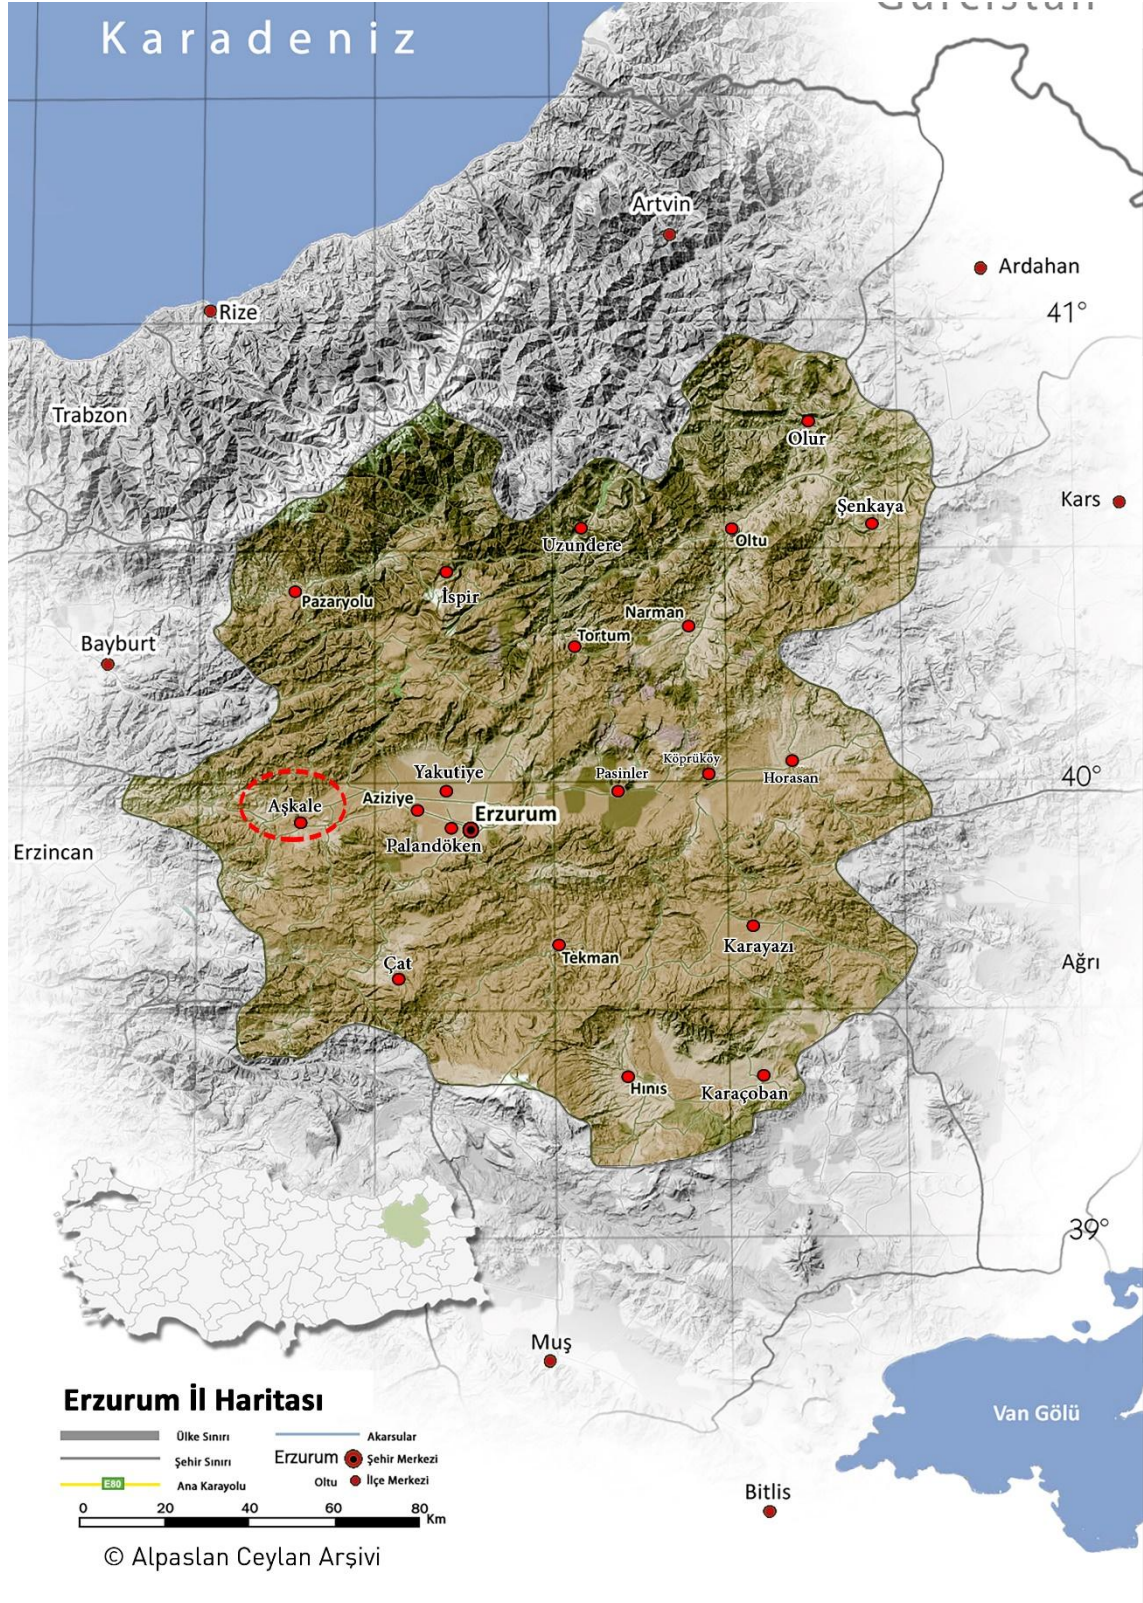 Gürcistan
Karadeniz
Artvin
Ardahan
Rize
41°
Trabzon
Olur
Kars
Şenkaya
Uzundere
Oltu
İspir
Pazaryolu
Narman
Tortum
Bayburt
Köprüköy
Yakutiye
Pasinler
Horasan
40°
Aziziye
Aşkale
Erzurum
Palandöken
Erzincan
Karayazı
Tekman
Çat
Ağrı
Hınıs
Karaçoban
39°
Muş
Van Gölü
Bitlis
Erzurum İl Haritası
Ülke Sınırı
Akarsular
Şehir Sınırı
Erzurum
Şehir Merkezi
E80
Ana Karayolu
Oltu
İlçe Merkezi
0 20 40 60 80
Km
© Alpaslan Ceylan Arşivi